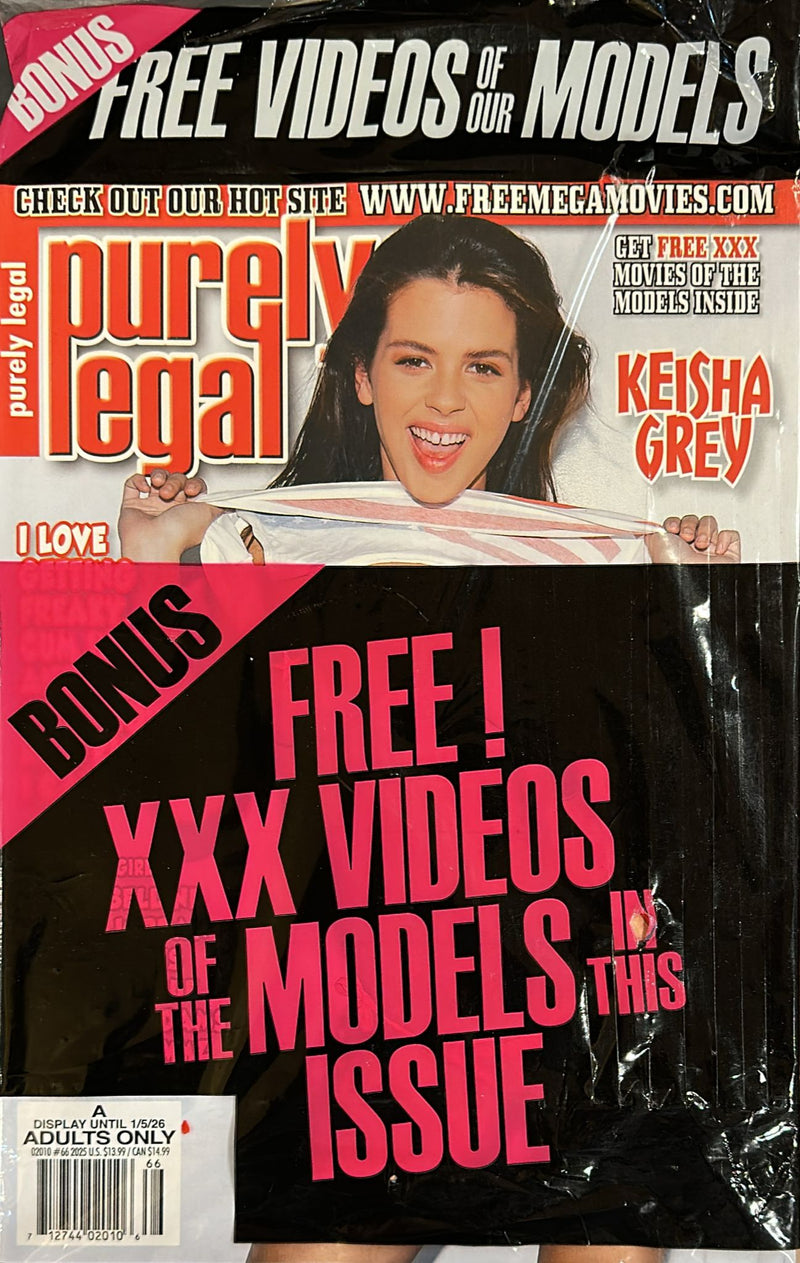 BONUS
FREE VIDEOS OF OUR MODELS
CHECK OUT OUR HOT SITE WWW.FREEMEGAMOVIES.COM
purely legal
purely
legal
GET FREE XXX
MOVIES OF THE
MODELS INSIDE
KEISHA
GREY
I LOVE
GETTING
FREAKY
BONUS
FREE!
XXX VIDEOS
OF THE MODELS IN THIS
ISSUE
A
DISPLAY UNTIL 1/5/26
ADULTS ONLY
02010 #66 2025 U.S. $13.99 / CAN $14.99
66
7 12744 02010 6